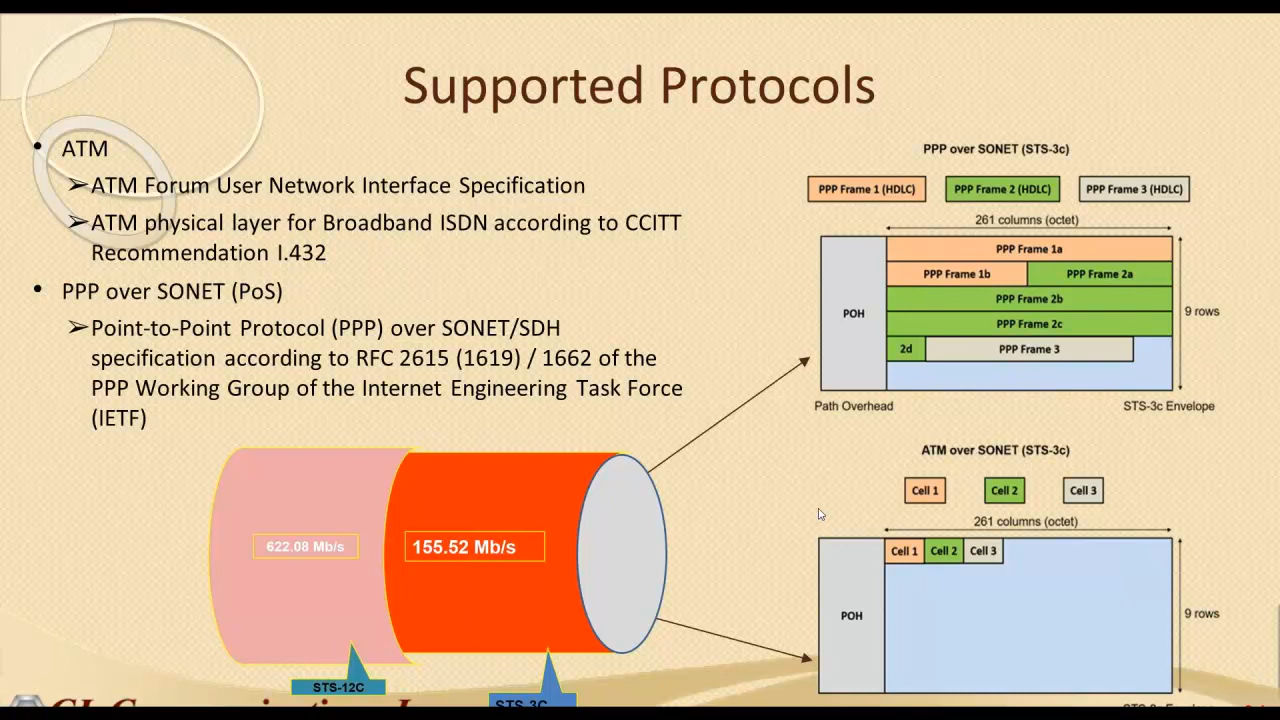 Supported Protocols
• ATM
➢ATM Forum User Network Interface Specification
➢ATM physical layer for Broadband ISDN according to CCITT
Recommendation I.432
• PPP over SONET (PoS)
➢Point-to-Point Protocol (PPP) over SONET/SDH
specification according to RFC 2615 (1619) / 1662 of the
PPP Working Group of the Internet Engineering Task Force
(IETF)
622.08 Mb/s
155.52 Mb/s
STS-12C
STS-3C
PPP over SONET (STS-3c)
PPP Frame 1 (HDLC)
PPP Frame 2 (HDLC)
PPP Frame 3 (HDLC)
261 columns (octet)
PPP Frame 1a
PPP Frame 1b
PPP Frame 2a
PPP Frame 2b
PPP Frame 2c
2d
PPP Frame 3
POH
9 rows
Path Overhead
STS-3c Envelope
ATM over SONET (STS-3c)
Cell 1
Cell 2
Cell 3
261 columns (octet)
Cell 1
Cell 2
Cell 3
POH
9 rows